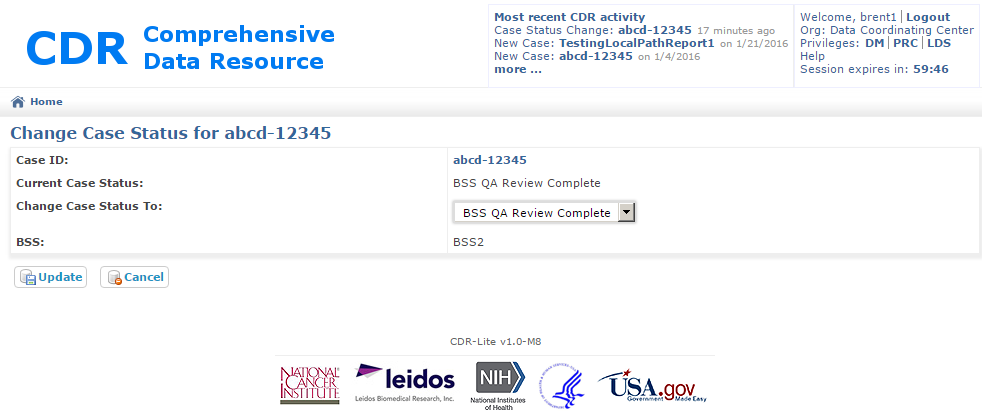 CDR Comprehensive
Data Resource
Most recent CDR activity
Case Status Change: abcd-12345 17 minutes ago
New Case: TestingLocalPathReport1 on 1/21/2016
New Case: abcd-12345 on 1/4/2016
more ...
Welcome, brent1 | Logout
Org: Data Coordinating Center
Privileges: DM | PRC | LDS
Help
Session expires in: 59:46
Home
Change Case Status for abcd-12345
Case ID: abcd-12345
Current Case Status: BSS QA Review Complete
Change Case Status To: BSS QA Review Complete
BSS: BSS2
Update Cancel
CDR-Lite v1.0-M8
NATIONAL
CANCER
INSTITUTE
leidos
Leidos Biomedical Research, Inc.
NIH
National Institutes
of Health
USA.gov
Government Made Easy